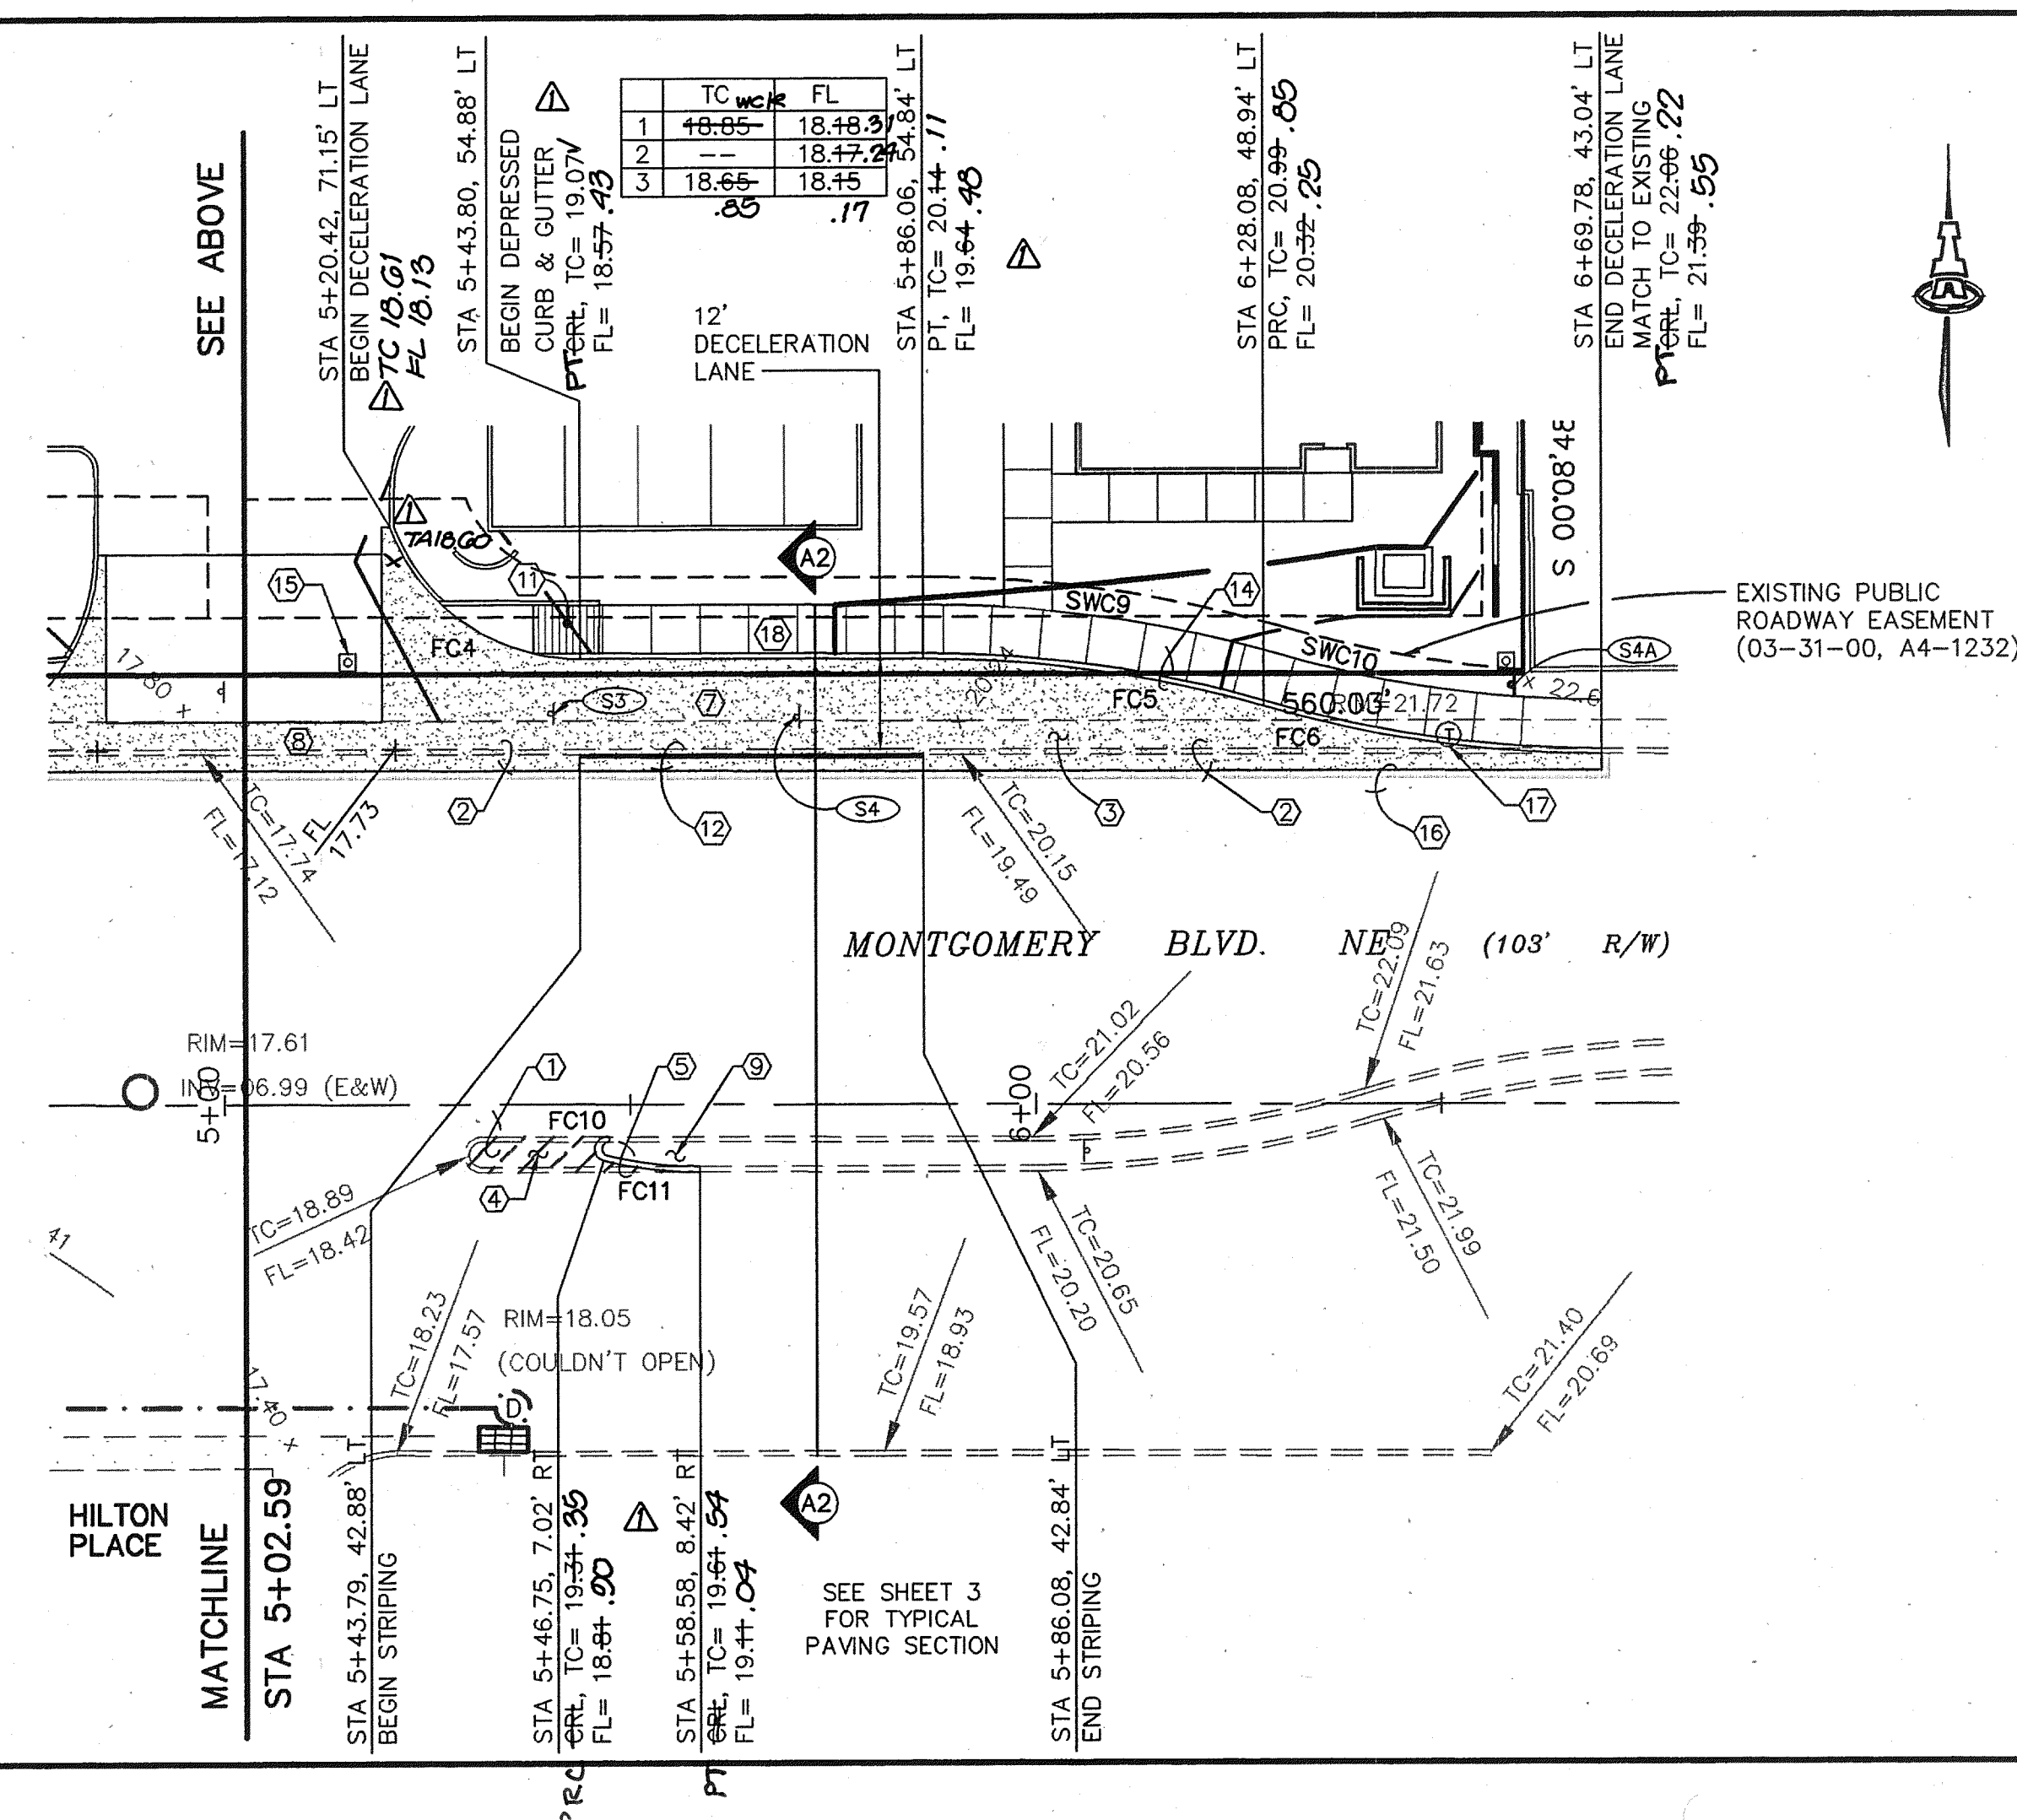 SEE ABOVE
STA 5+20.42, 71.15' LT
BEGIN DECELERATION LANE
TC 18.61
FL 18.13
1
STA 5+43.80, 54.88' LT
BEGIN DEPRESSED
CURB & GUTTER
PT CRL, TC= 19.07
FL= 18.57 .43
1
TC FL
1 18.85 18.18 .31
2 -- 18.17 .24
3 18.65 18.15
.85 .17
12'
DECELERATION
LANE
STA 5+86.06, 54.84' LT
PT, TC= 20.14 .11
FL= 19.64 .48
1
STA 6+28.08, 48.94' LT
PRC, TC= 20.99 .85
FL= 20.32 .25
STA 6+69.78, 43.04' LT
END DECELERATION LANE
MATCH TO EXISTING
PT CRL, TC= 22.06 .22
FL= 21.39 .55
S 00°08'48
1
TA 18.60
A2
11
15
14
SWC9
SWC10
EXISTING PUBLIC
ROADWAY EASEMENT
(03-31-00, A4-1232)
18
FC4
S4A
17.80
S3
7
FC5
560.03'
RIM=21.72
22.6
8
FC6
T
2
12
S4
3
2
16
17
TC=17.74
FL=17.12
FL
17.73
TC=20.15
FL=19.49
MONTGOMERY BLVD. NE (103' R/W)
TC=22.09
FL=21.63
TC=21.02
FL=20.56
RIM=17.61
INV=06.99 (E&W)
5+00
1
5
9
6+00
FC10
4
FC11
TC=18.89
FL=18.42
TC=20.65
FL=20.20
TC=21.99
FL=21.50
TC=18.23
FL=17.57
RIM=18.05
(COULDN'T OPEN)
TC=19.57
FL=18.93
TC=21.40
FL=20.69
17.40
D
HILTON
PLACE
MATCHLINE
STA 5+02.59
STA 5+43.79, 42.88' LT
BEGIN STRIPING
STA 5+46.75, 7.02' RT
PRC CRL, TC= 19.31 .35
FL= 18.81 .90
1
STA 5+58.58, 8.42' RT
PT CRL, TC= 19.61 .54
FL= 19.11 .04
A2
SEE SHEET 3
FOR TYPICAL
PAVING SECTION
STA 5+86.08, 42.84' LT
END STRIPING